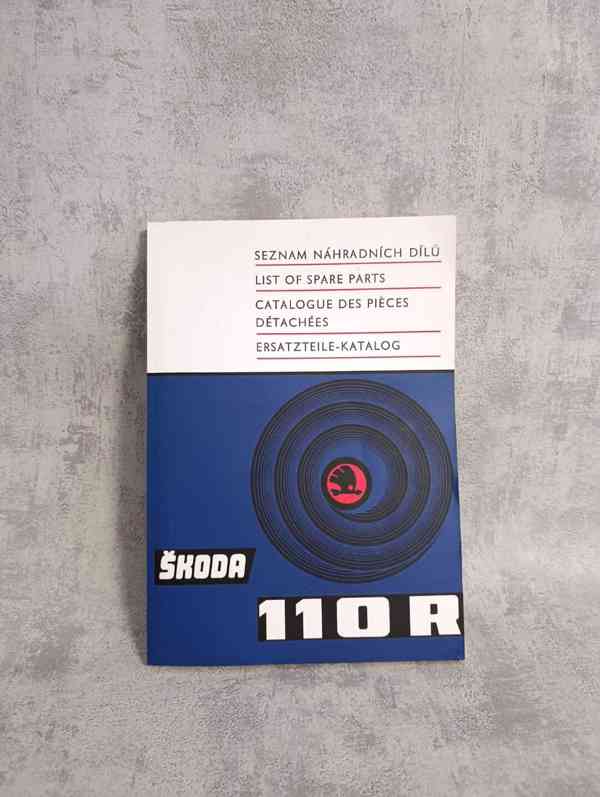 SEZNAM NÁHRADNÍCH DÍLŮ
LIST OF SPARE PARTS
CATALOGUE DES PIÈCES
DÉTACHÉES
ERSATZTEILE-KATALOG
ŠKODA
110 R